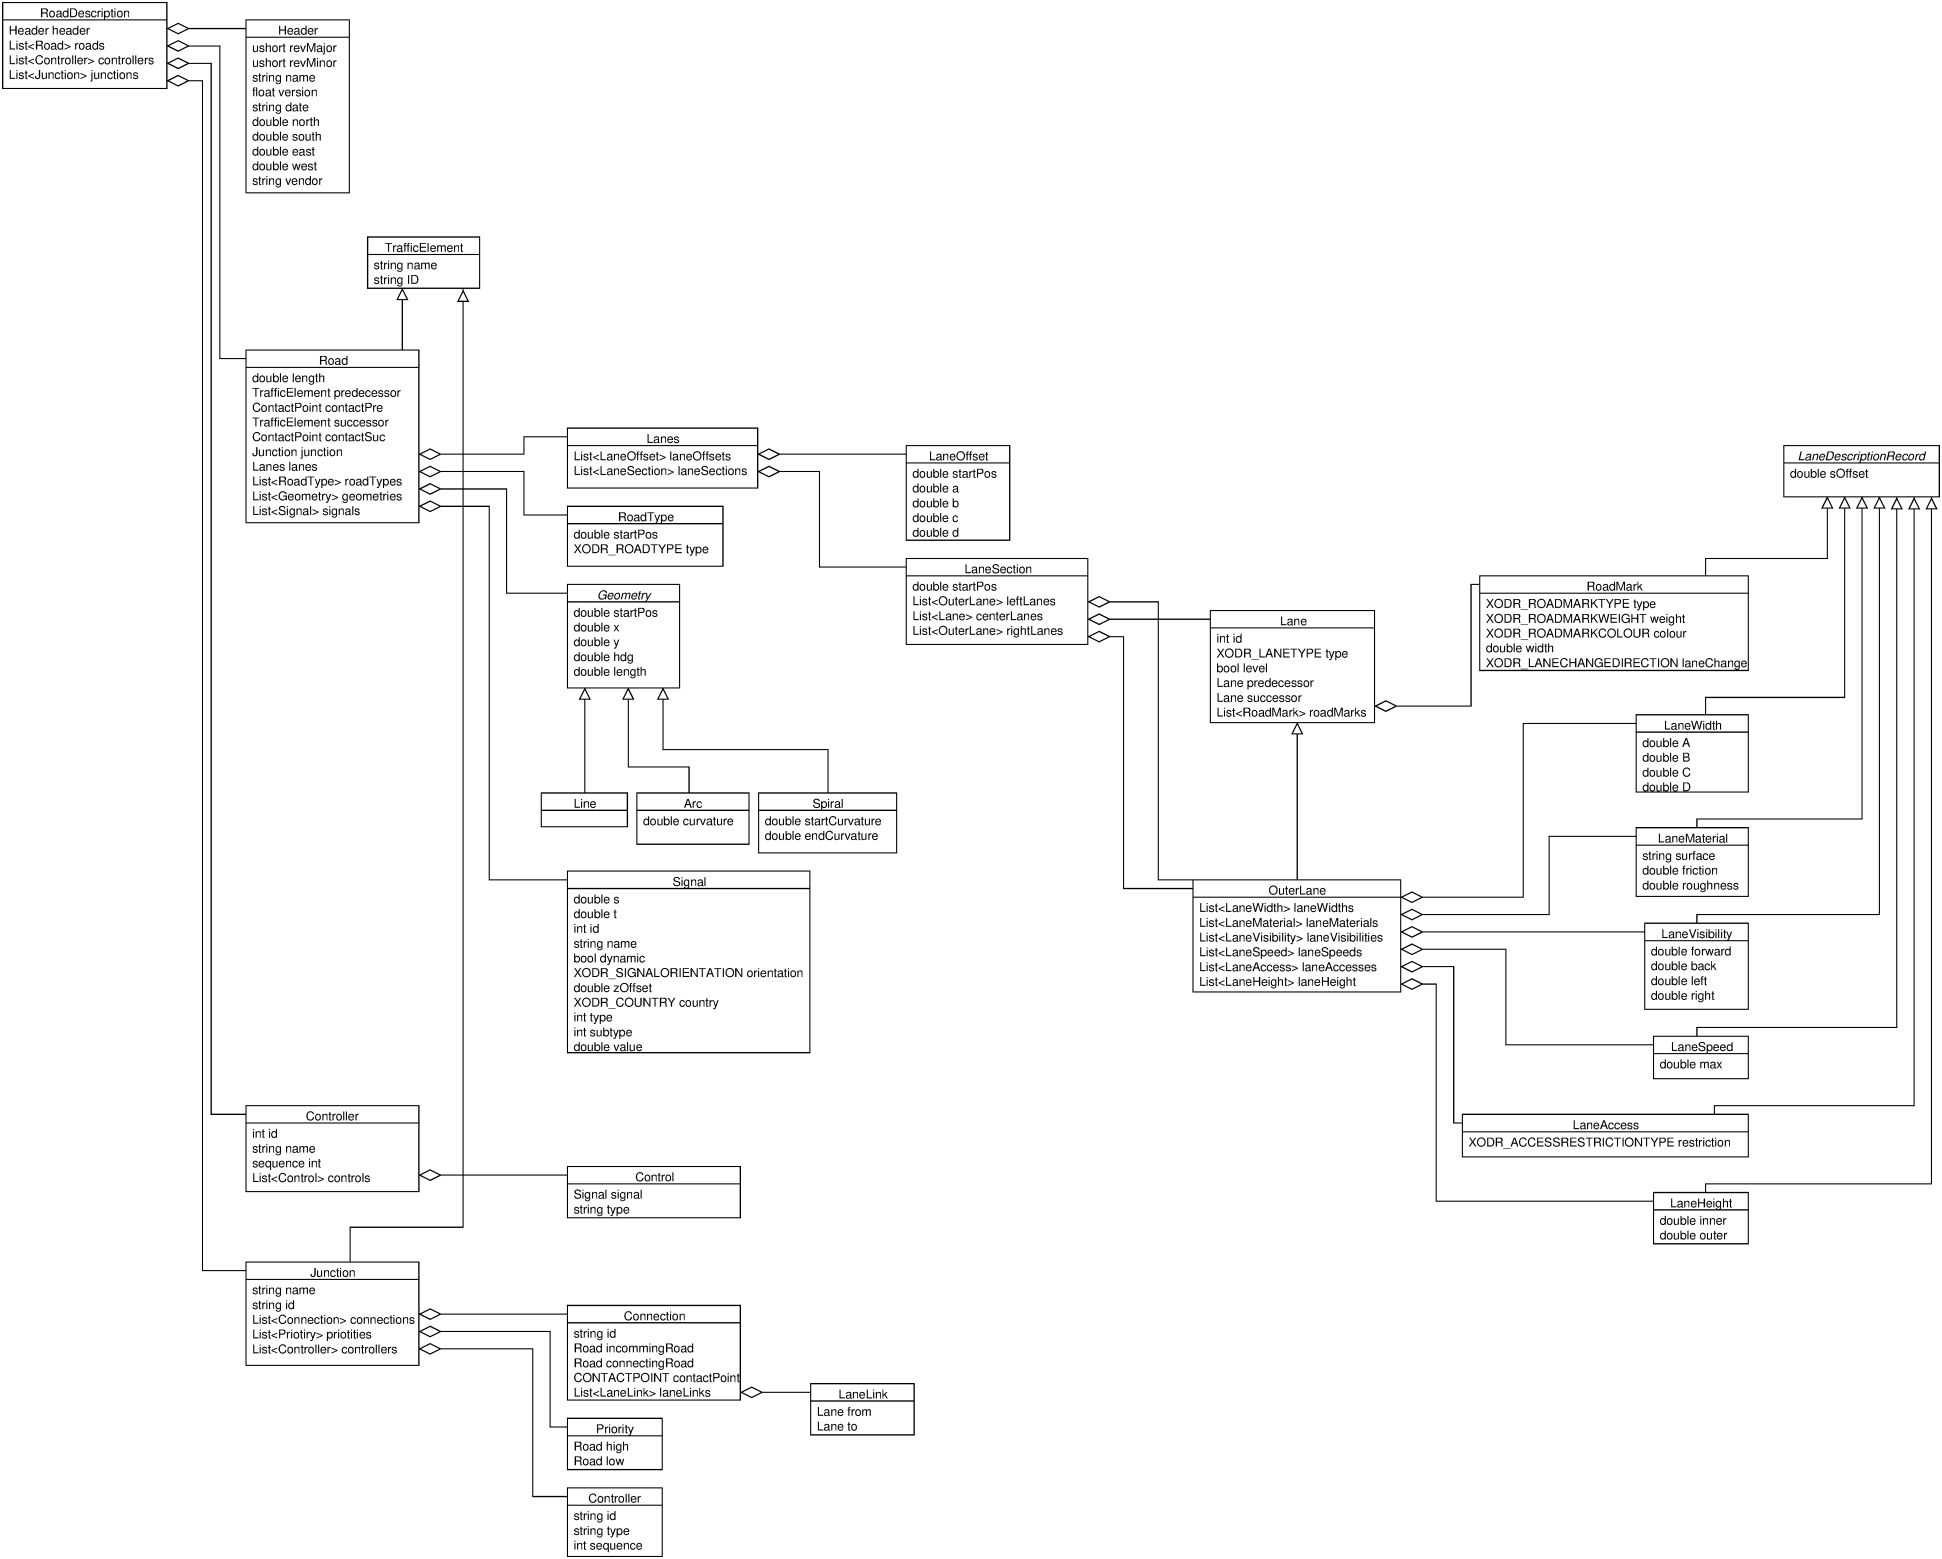 RoadDescription
Header header
List<Road> roads
List<Controller> controllers
List<Junction> junctions
Header
ushort revMajor
ushort revMinor
string name
float version
string date
double north
double south
double east
double west
string vendor
TrafficElement
string name
string ID
Road
double length
TrafficElement predecessor
ContactPoint contactPre
TrafficElement successor
ContactPoint contactSuc
Junction junction
Lanes lanes
List<RoadType> roadTypes
List<Geometry> geometries
List<Signal> signals
Lanes
List<LaneOffset> laneOffsets
List<LaneSection> laneSections
RoadType
double startPos
XODR_ROADTYPE type
Geometry
double startPos
double x
double y
double hdg
double length
Line
Arc
double curvature
Spiral
double startCurvature
double endCurvature
Signal
double s
double t
int id
string name
bool dynamic
XODR_SIGNALORIENTATION orientation
double zOffset
XODR_COUNTRY country
int type
int subtype
double value
LaneOffset
double startPos
double a
double b
double c
double d
LaneSection
double startPos
List<OuterLane> leftLanes
List<Lane> centerLanes
List<OuterLane> rightLanes
Lane
int id
XODR_LANETYPE type
bool level
Lane predecessor
Lane successor
List<RoadMark> roadMarks
OuterLane
List<LaneWidth> laneWidths
List<LaneMaterial> laneMaterials
List<LaneVisibility> laneVisibilities
List<LaneSpeed> laneSpeeds
List<LaneAccess> laneAccesses
List<LaneHeight> laneHeight
LaneDescriptionRecord
double sOffset
RoadMark
XODR_ROADMARKTYPE type
XODR_ROADMARKWEIGHT weight
XODR_ROADMARKCOLOUR colour
double width
XODR_LANECHANGEDIRECTION laneChange
LaneWidth
double A
double B
double C
double D
LaneMaterial
string surface
double friction
double roughness
LaneVisibility
double forward
double back
double left
double right
LaneSpeed
double max
LaneAccess
XODR_ACCESSRESTRICTIONTYPE restriction
LaneHeight
double inner
double outer
Controller
int id
string name
sequence int
List<Control> controls
Control
Signal signal
string type
Junction
string name
string id
List<Connection> connections
List<Priotiry> priotities
List<Controller> controllers
Connection
string id
Road incommingRoad
Road connectingRoad
CONTACTPOINT contactPoint
List<LaneLink> laneLinks
LaneLink
Lane from
Lane to
Priority
Road high
Road low
Controller
string id
string type
int sequence